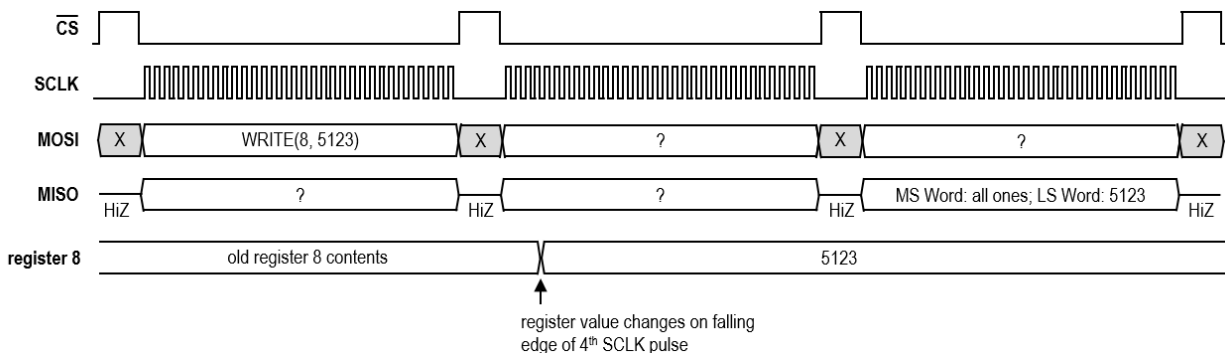 CS
SCLK
MOSI X WRITE(8, 5123) X ? X ? X
MISO HiZ ? HiZ ? HiZ MS Word: all ones; LS Word: 5123 HiZ
register 8 old register 8 contents 5123
register value changes on falling
edge of 4th SCLK pulse